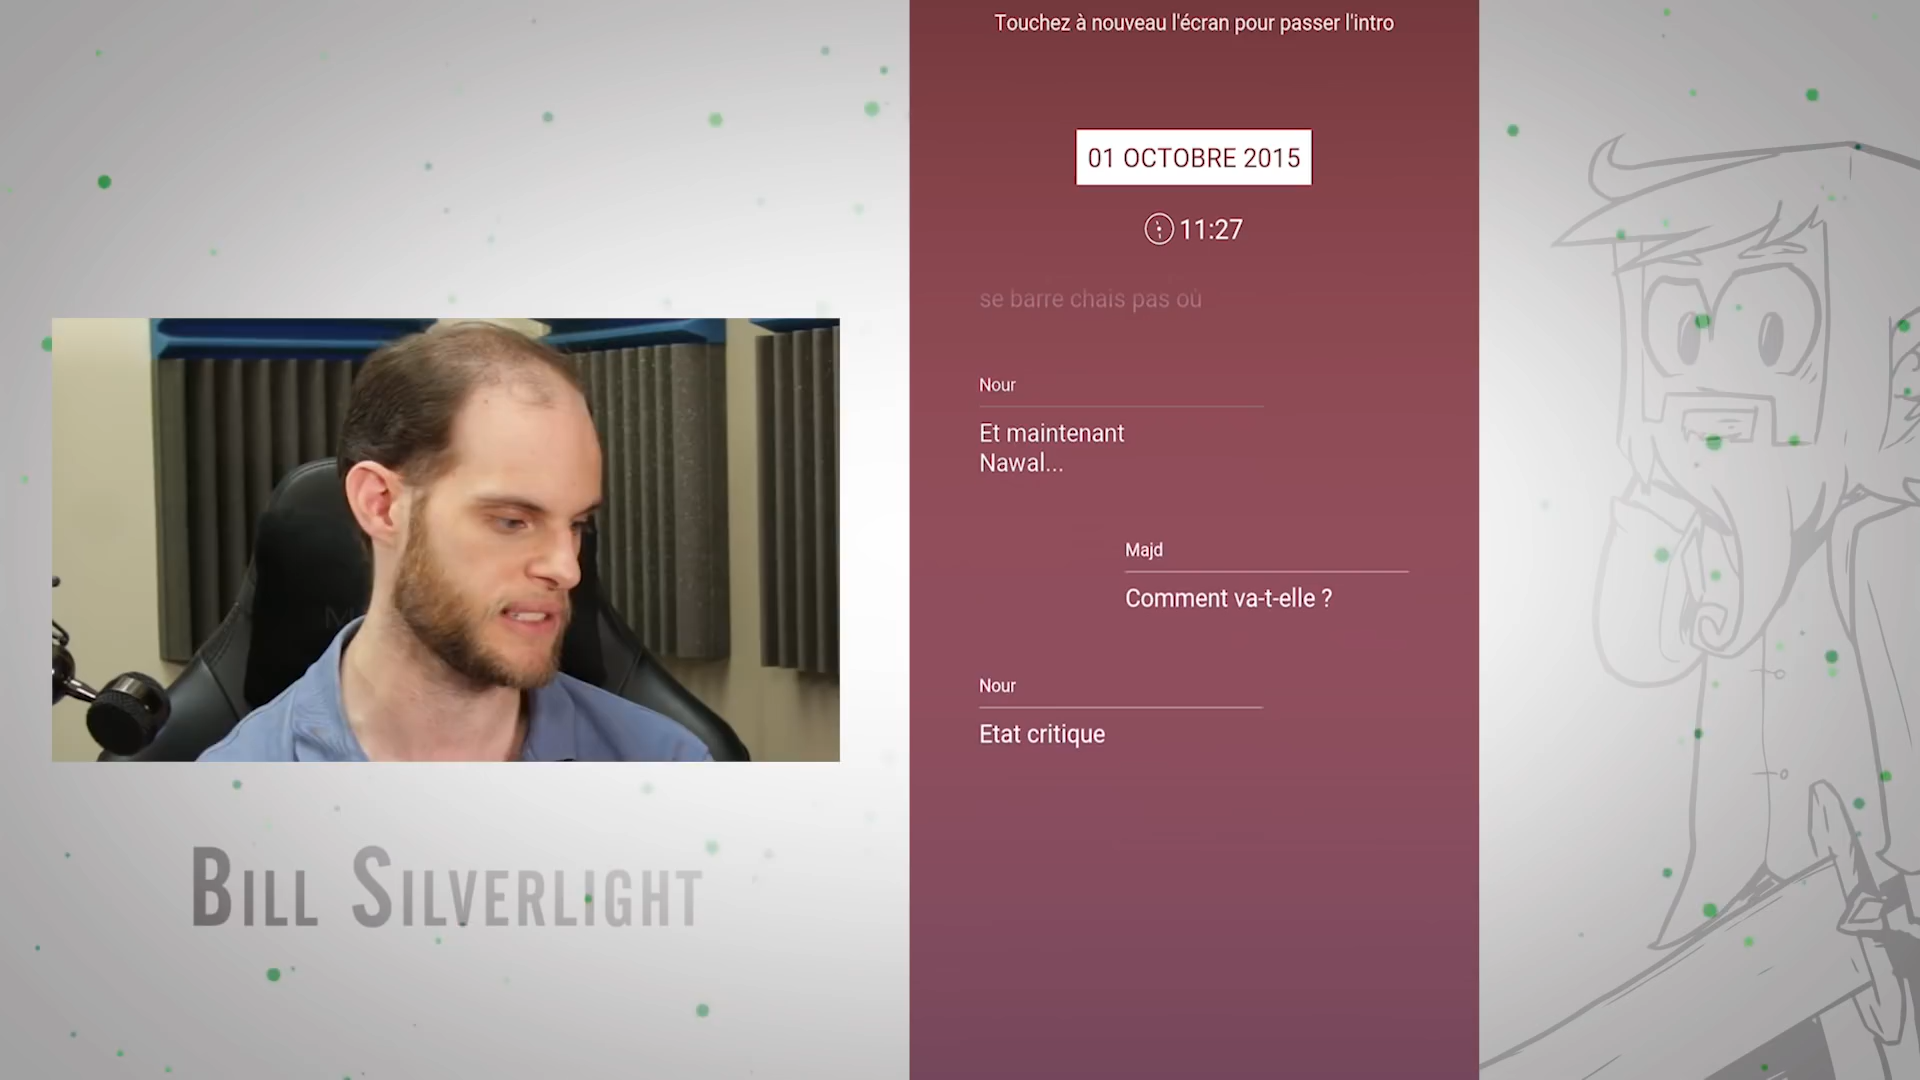 Touchez à nouveau l'écran pour passer l'intro
01 OCTOBRE 2015
11:27
se barre chais pas où
Nour
Et maintenant
Nawal...
Majd
Comment va-t-elle ?
Nour
Etat critique
BILL SILVERLIGHT